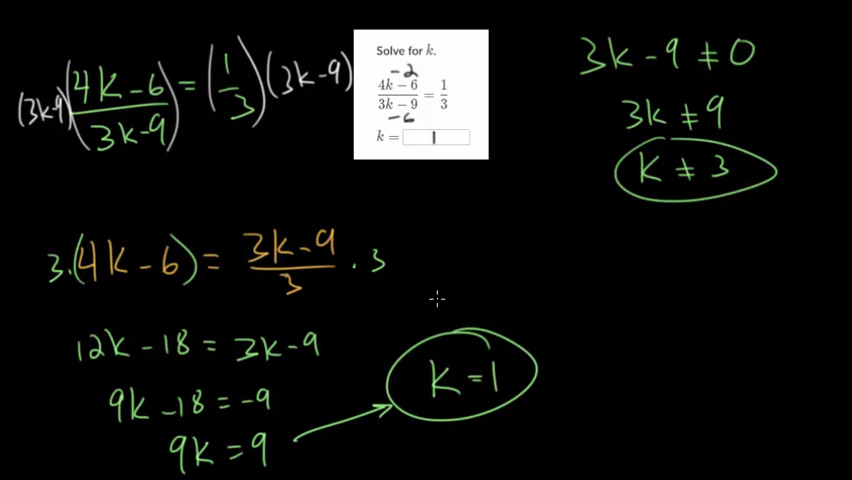 (3k-9)(4k-6/3k-9) = (1/3)(3k-9)
Solve for k.
-2
4k − 6/3k − 9 = 1/3
-6
k = 1
3k-9 ≠ 0
3k ≠ 9
k ≠ 3
3·(4k-6) = 3k-9/3 · 3
12k-18 = 3k-9
9k-18 = -9
9k = 9
k = 1